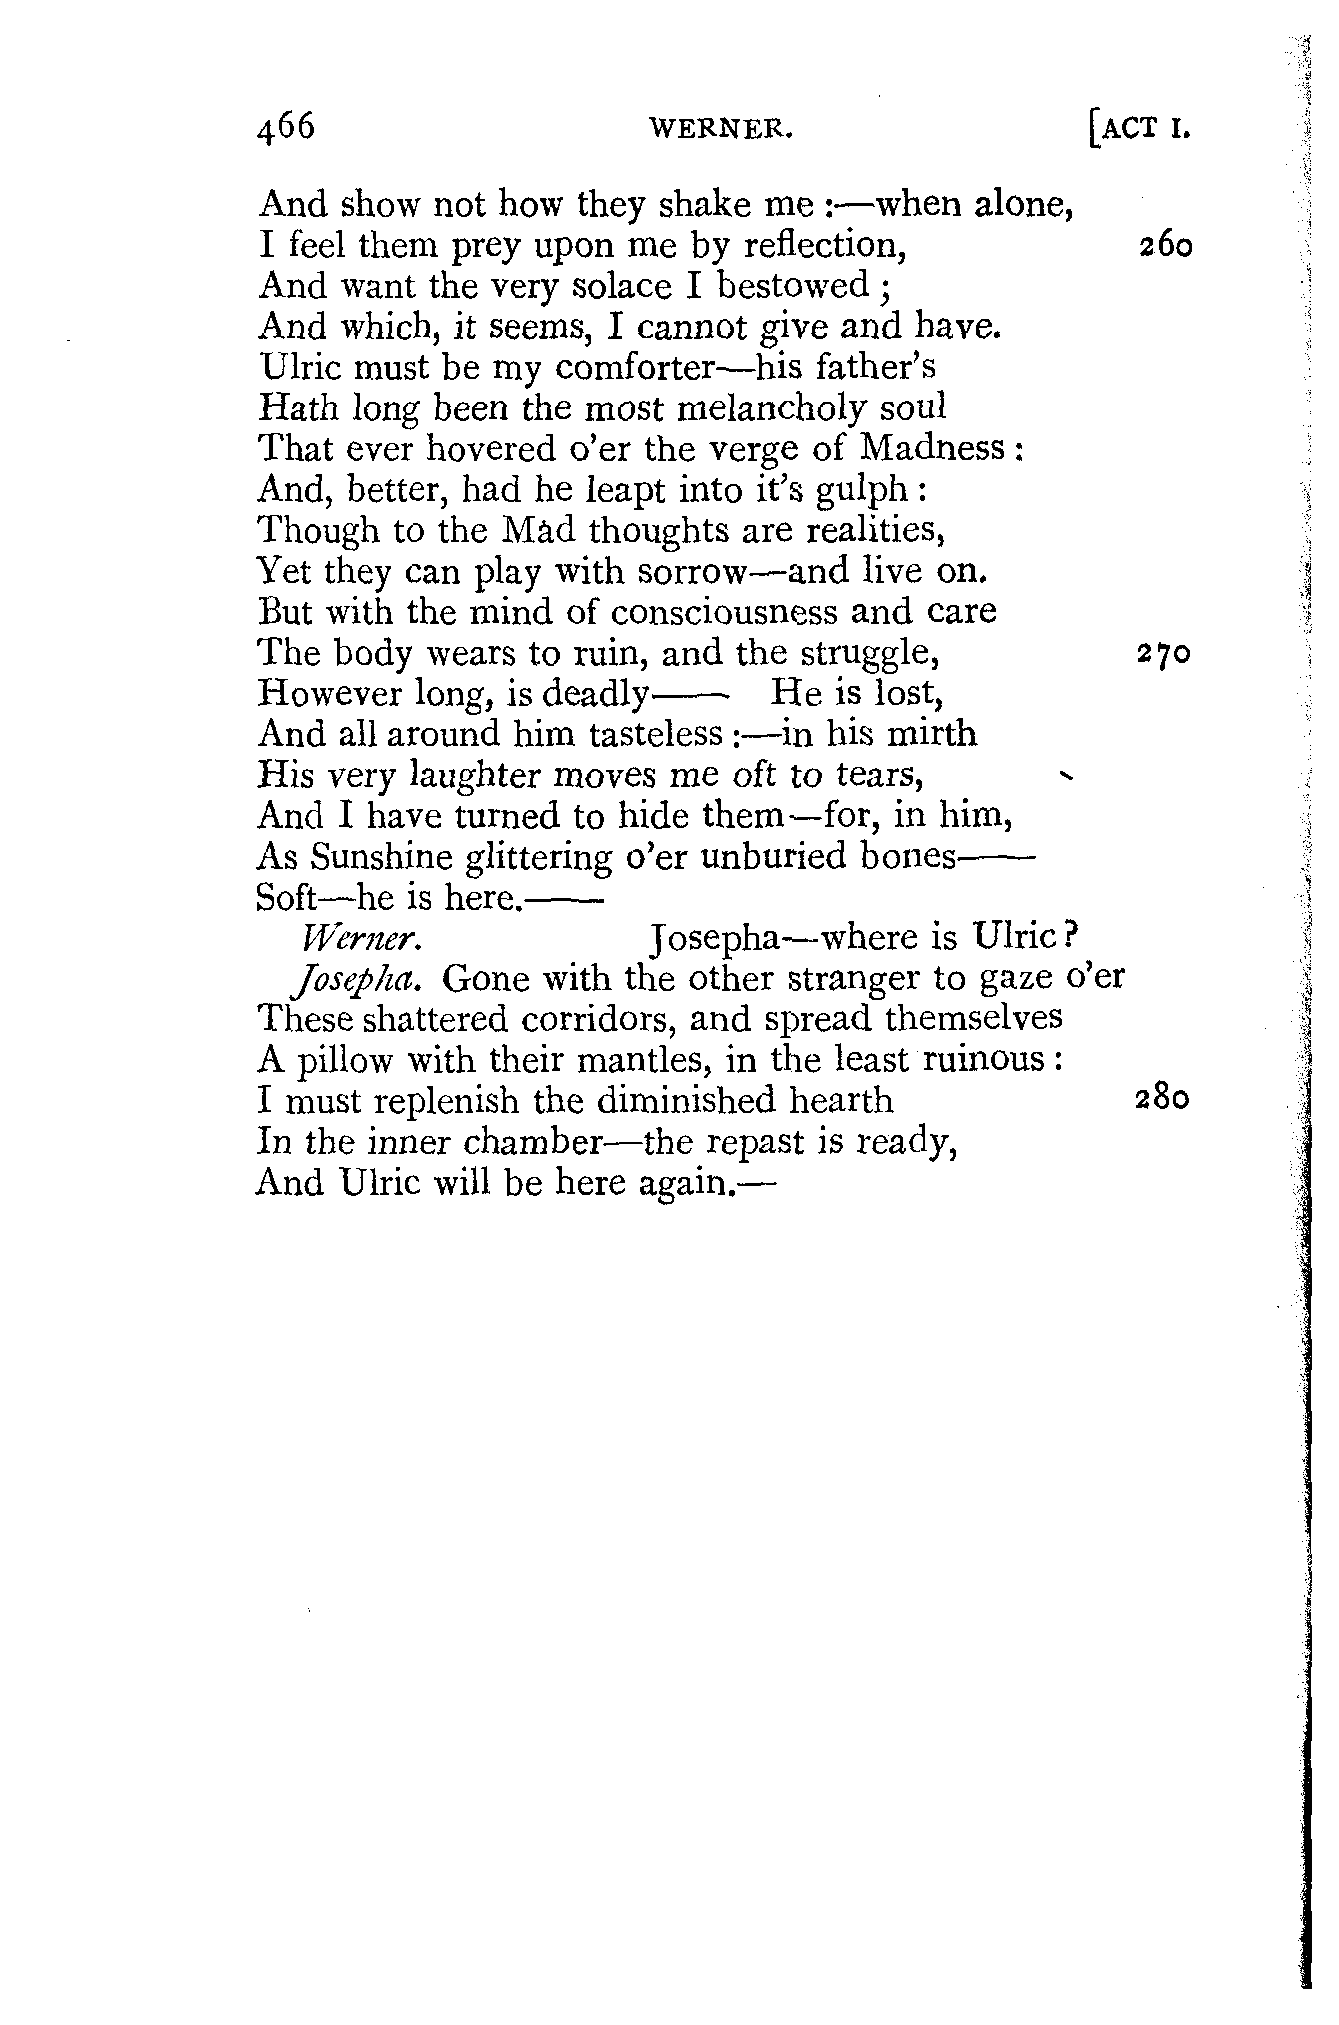 466 WERNER. [ACT I.
And show not how they shake me :—when alone,
I feel them prey upon me by reflection, 260
And want the very solace I bestowed ;
And which, it seems, I cannot give and have.
Ulric must be my comforter—his father's
Hath long been the most melancholy soul
That ever hovered o'er the verge of Madness :
And, better, had he leapt into it's gulph :
Though to the Mad thoughts are realities,
Yet they can play with sorrow—and live on.
But with the mind of consciousness and care
The body wears to ruin, and the struggle, 270
However long, is deadly—— He is lost,
And all around him tasteless :—in his mirth
His very laughter moves me oft to tears,
And I have turned to hide them—for, in him,
As Sunshine glittering o'er unburied bones——
Soft—he is here.——
Werner. Josepha—where is Ulric ?
Josepha. Gone with the other stranger to gaze o'er
These shattered corridors, and spread themselves
A pillow with their mantles, in the least ruinous :
I must replenish the diminished hearth 280
In the inner chamber—the repast is ready,
And Ulric will be here again.—